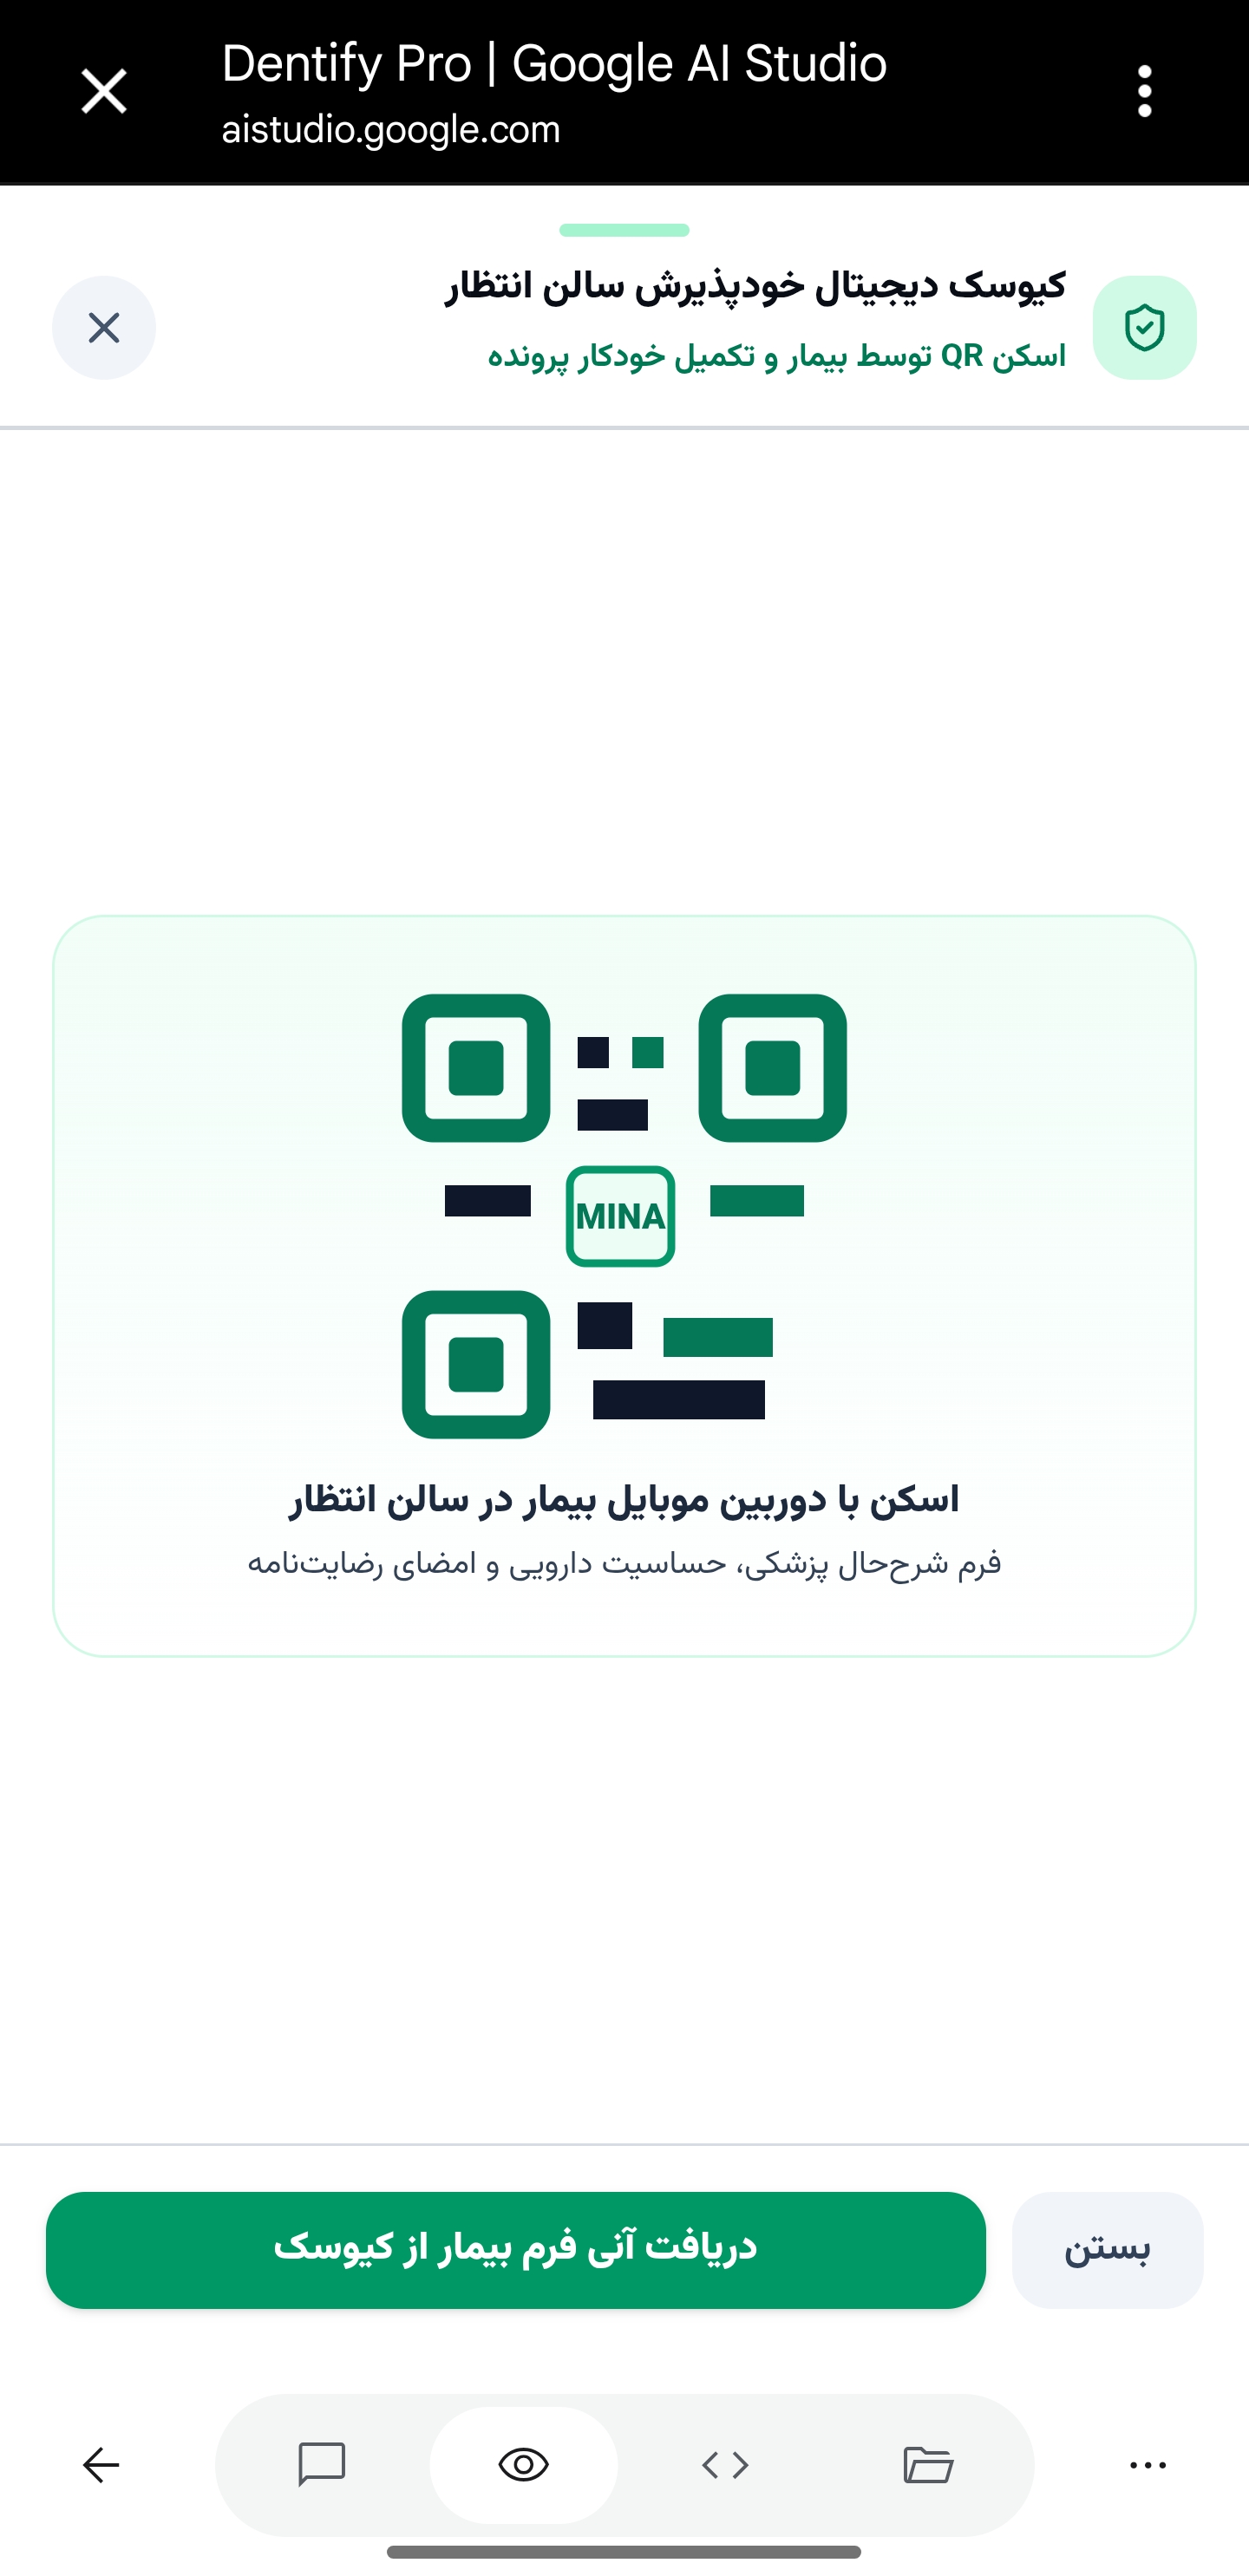 Dentify Pro | Google AI Studio
aistudio.google.com
کیوسک دیجیتال خودپذیرش سالن انتظار
اسکن QR توسط بیمار و تکمیل خودکار پرونده
MINA
اسکن با دوربین موبایل بیمار در سالن انتظار
فرم شرح‌حال پزشکی، حساسیت دارویی و امضای رضایت‌نامه
بستن
دریافت آنی فرم بیمار از کیوسک